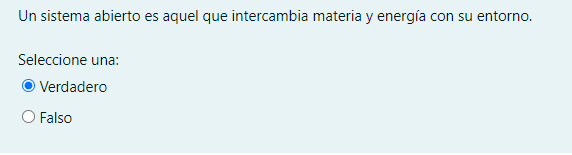 Un sistema abierto es aquel que intercambia materia y energía con su entorno.
Seleccione una:
Verdadero
Falso